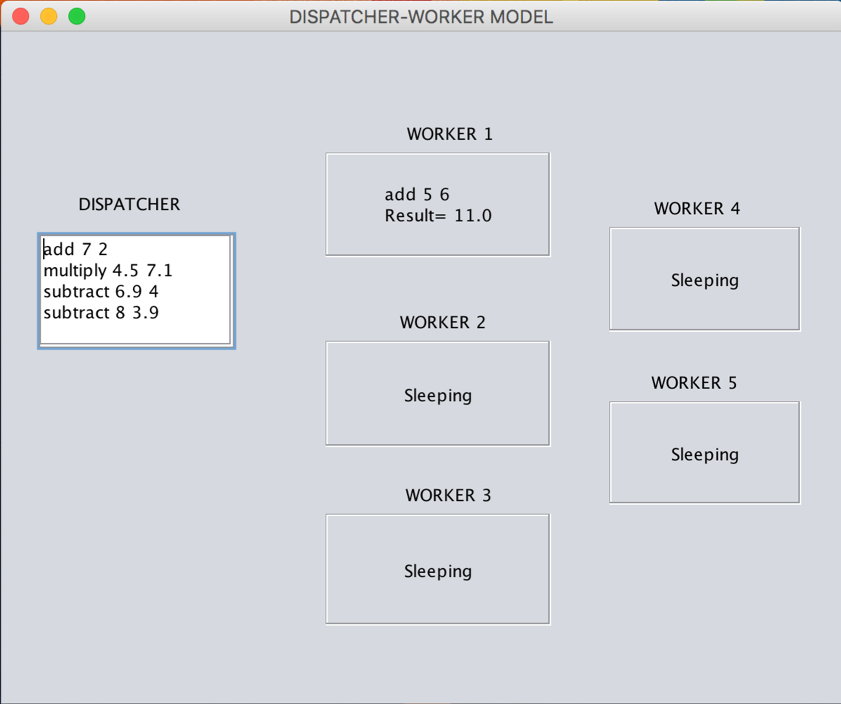 DISPATCHER-WORKER MODEL
DISPATCHER
add 7 2
multiply 4.5 7.1
subtract 6.9 4
subtract 8 3.9
WORKER 1
add 5 6
Result= 11.0
WORKER 2
Sleeping
WORKER 3
Sleeping
WORKER 4
Sleeping
WORKER 5
Sleeping